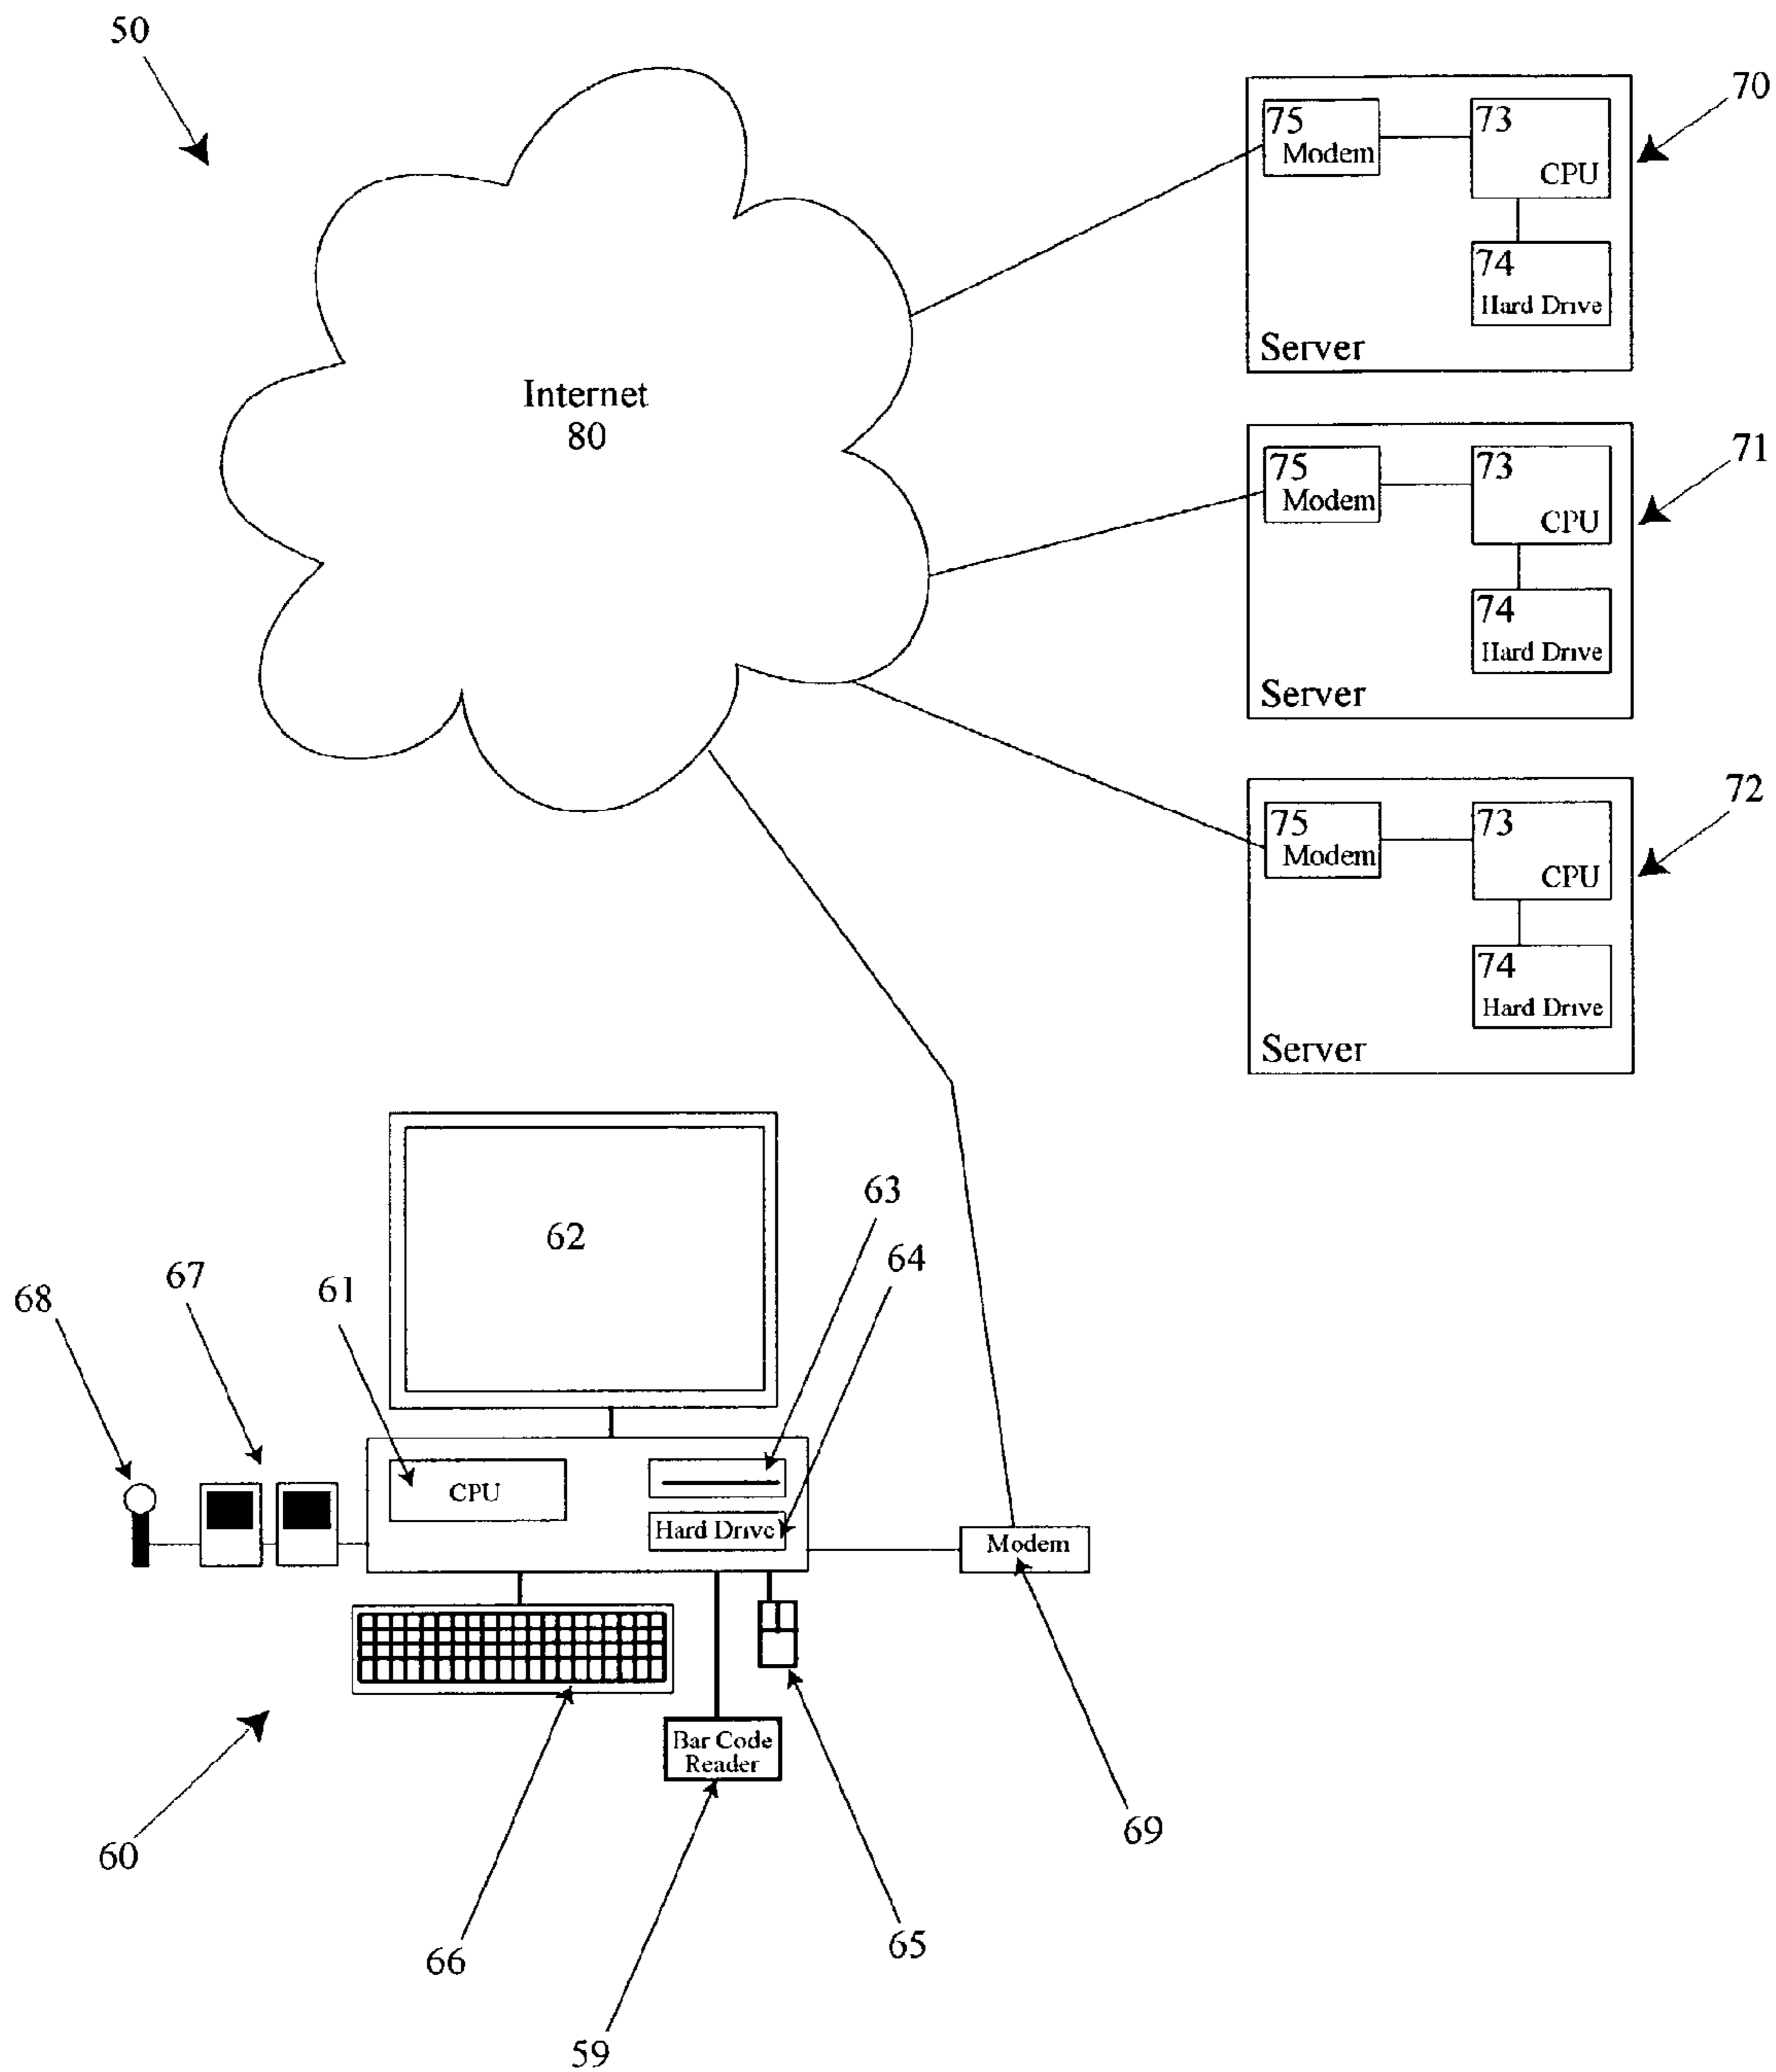 50
70
75
Modem
73
CPU
74
Hard Drive
Server
Internet
80
71
75
Modem
73
CPU
74
Hard Drive
Server
72
75
Modem
73
CPU
74
Hard Drive
Server
62
63
64
61
67
68
CPU
Hard Drive
Modem
Bar Code
Reader
60
69
66
65
59